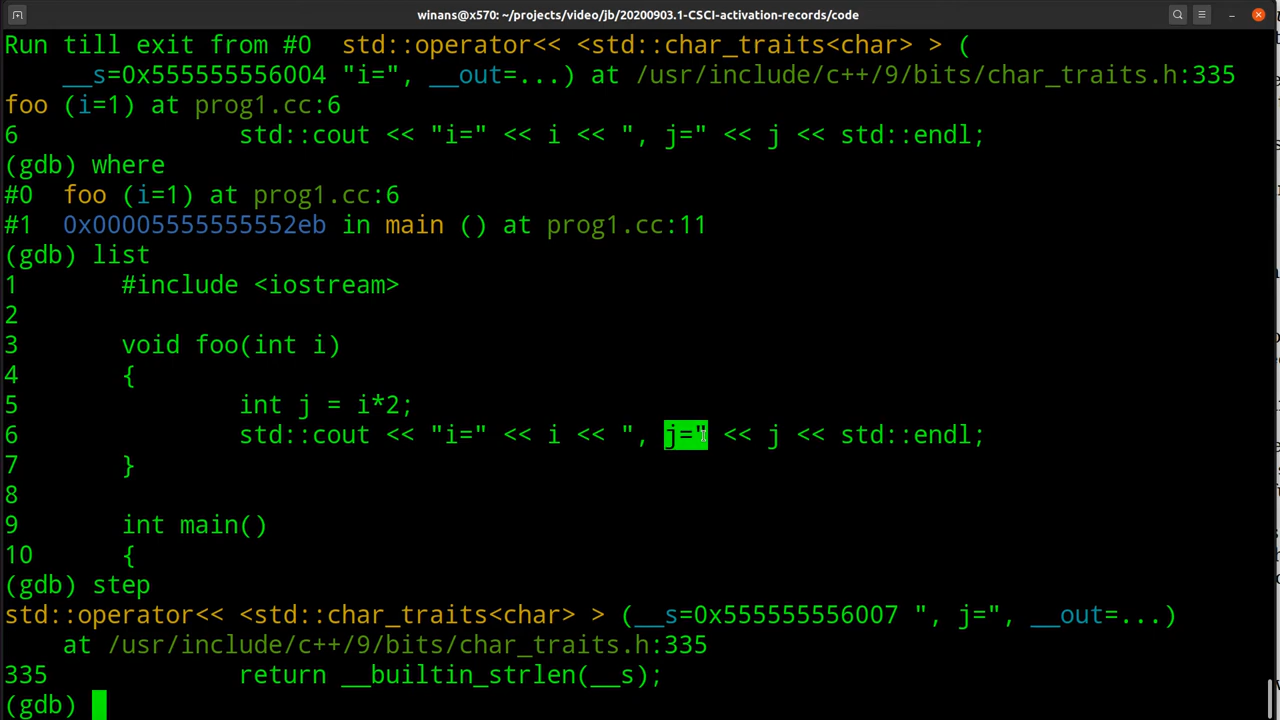 winans@x570: ~/projects/video/jb/20200903.1-CSCI-activation-records/code
Run till exit from #0  std::operator<< <std::char_traits<char> > (
    __s=0x555555556004 "i=", __out=...) at /usr/include/c++/9/bits/char_traits.h:335
foo (i=1) at prog1.cc:6
6               std::cout << "i=" << i << ", j=" << j << std::endl;
(gdb) where
#0  foo (i=1) at prog1.cc:6
#1  0x00005555555552eb in main () at prog1.cc:11
(gdb) list
1       #include <iostream>
2
3       void foo(int i)
4       {
5               int j = i*2;
6               std::cout << "i=" << i << ", j=" << j << std::endl;
7       }
8
9       int main()
10      {
(gdb) step
std::operator<< <std::char_traits<char> > (__s=0x555555556007 ", j=", __out=...)
    at /usr/include/c++/9/bits/char_traits.h:335
335             return __builtin_strlen(__s);
(gdb)